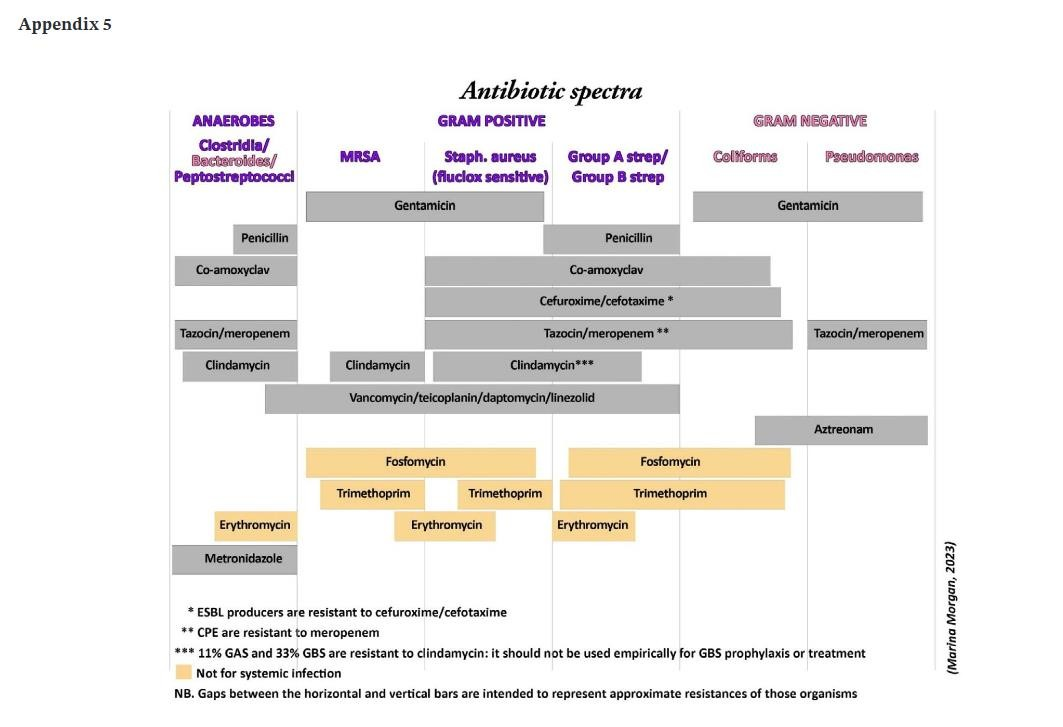 Appendix 5
Antibiotic spectra
ANAEROBES
GRAM POSITIVE
GRAM NEGATIVE
Clostridia/
Bacteroides/
Peptostreptococci
MRSA
Staph. aureus
(fluclox sensitive)
Group A strep/
Group B strep
Coliforms
Pseudomonas
Gentamicin
Gentamicin
Penicillin
Penicillin
Co-amoxyclav
Co-amoxyclav
Cefuroxime/cefotaxime *
Tazocin/meropenem
Tazocin/meropenem **
Tazocin/meropenem
Clindamycin
Clindamycin
Clindamycin***
Vancomycin/teicoplanin/daptomycin/linezolid
Aztreonam
Fosfomycin
Fosfomycin
Trimethoprim
Trimethoprim
Trimethoprim
Erythromycin
Erythromycin
Erythromycin
Metronidazole
* ESBL producers are resistant to cefuroxime/cefotaxime
** CPE are resistant to meropenem
*** 11% GAS and 33% GBS are resistant to clindamycin: it should not be used empirically for GBS prophylaxis or treatment
Not for systemic infection
NB. Gaps between the horizontal and vertical bars are intended to represent approximate resistances of those organisms
(Marina Morgan, 2023)